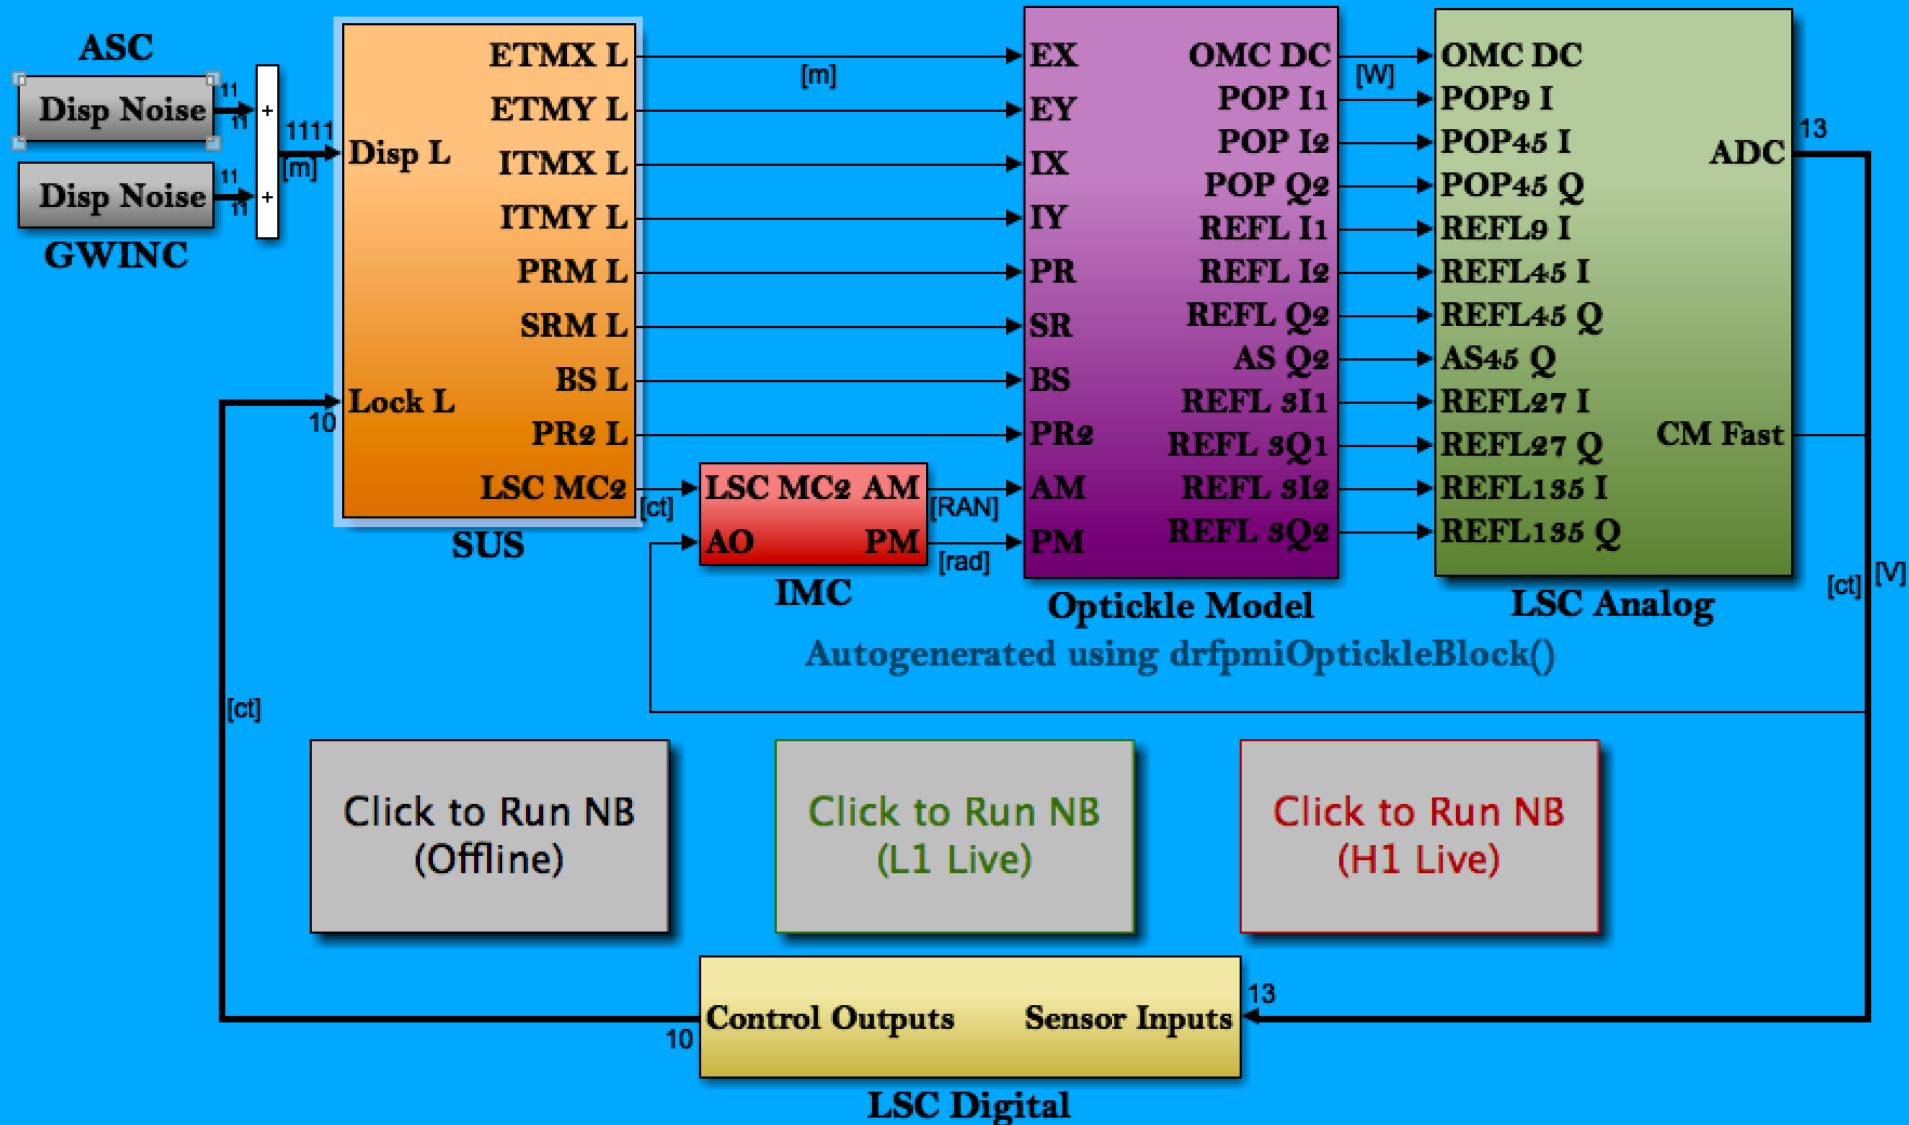 ASC
Disp Noise
11
11
+
Disp Noise
11
11
+
GWINC
1111
[m]
Disp L
Lock L
10
ETMX L
ETMY L
ITMX L
ITMY L
PRM L
SRM L
BS L
PR2 L
LSC MC2
SUS
[m]
[ct]
LSC MC2 AM
AO PM
IMC
[RAN]
[rad]
EX
EY
IX
IY
PR
SR
BS
PR2
AM
PM
OMC DC
POP I1
POP I2
POP Q2
REFL I1
REFL I2
REFL Q2
AS Q2
REFL 3I1
REFL 3Q1
REFL 3I2
REFL 3Q2
Optickle Model
Autogenerated using drfpmiOptickleBlock()
[W]
OMC DC
POP9 I
POP45 I
POP45 Q
REFL9 I
REFL45 I
REFL45 Q
AS45 Q
REFL27 I
REFL27 Q
REFL135 I
REFL135 Q
ADC
CM Fast
LSC Analog
13
[ct]
[V]
[ct]
Click to Run NB
(Offline)
Click to Run NB
(L1 Live)
Click to Run NB
(H1 Live)
10
Control Outputs
Sensor Inputs
13
LSC Digital